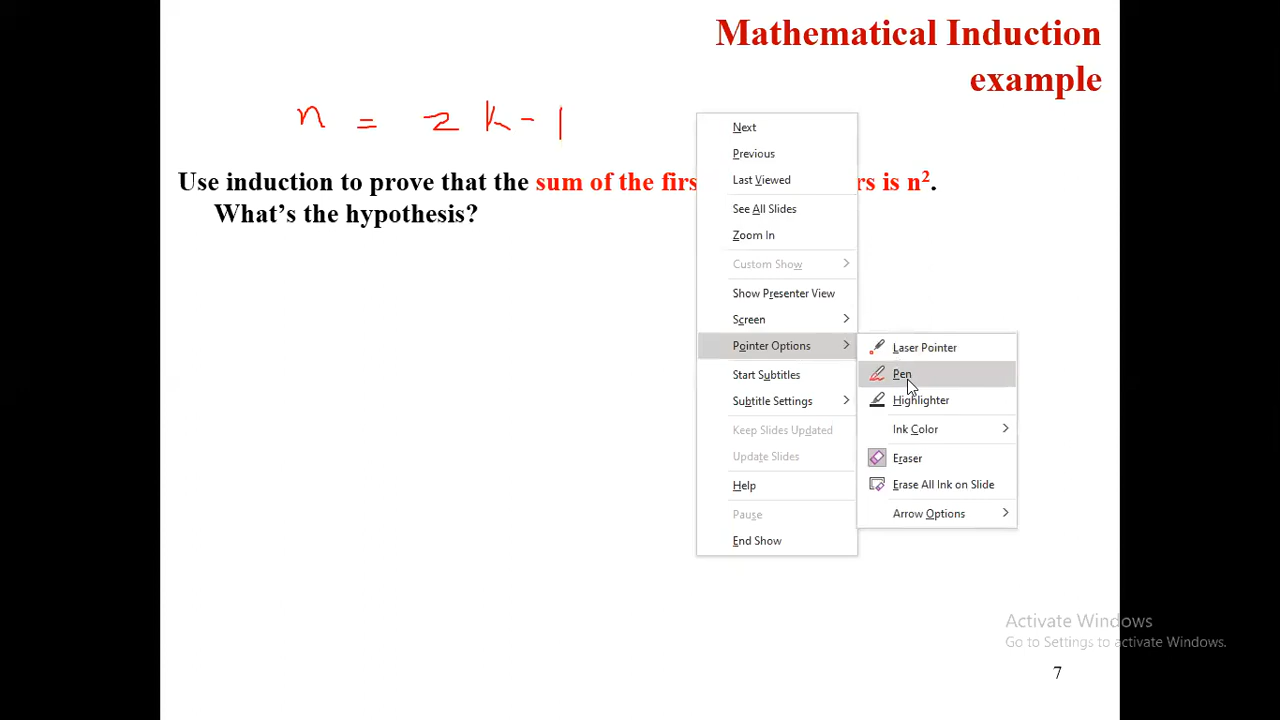 Mathematical Induction
example
n = 2 k - 1
Use induction to prove that the sum of the firs rs is n².
What's the hypothesis?
Next
Previous
Last Viewed
See All Slides
Zoom In
Custom Show
Show Presenter View
Screen
Pointer Options
Start Subtitles
Subtitle Settings
Keep Slides Updated
Update Slides
Help
Pause
End Show
Laser Pointer
Pen
Highlighter
Ink Color
Eraser
Erase All Ink on Slide
Arrow Options
Activate Windows
Go to Settings to activate Windows.
7